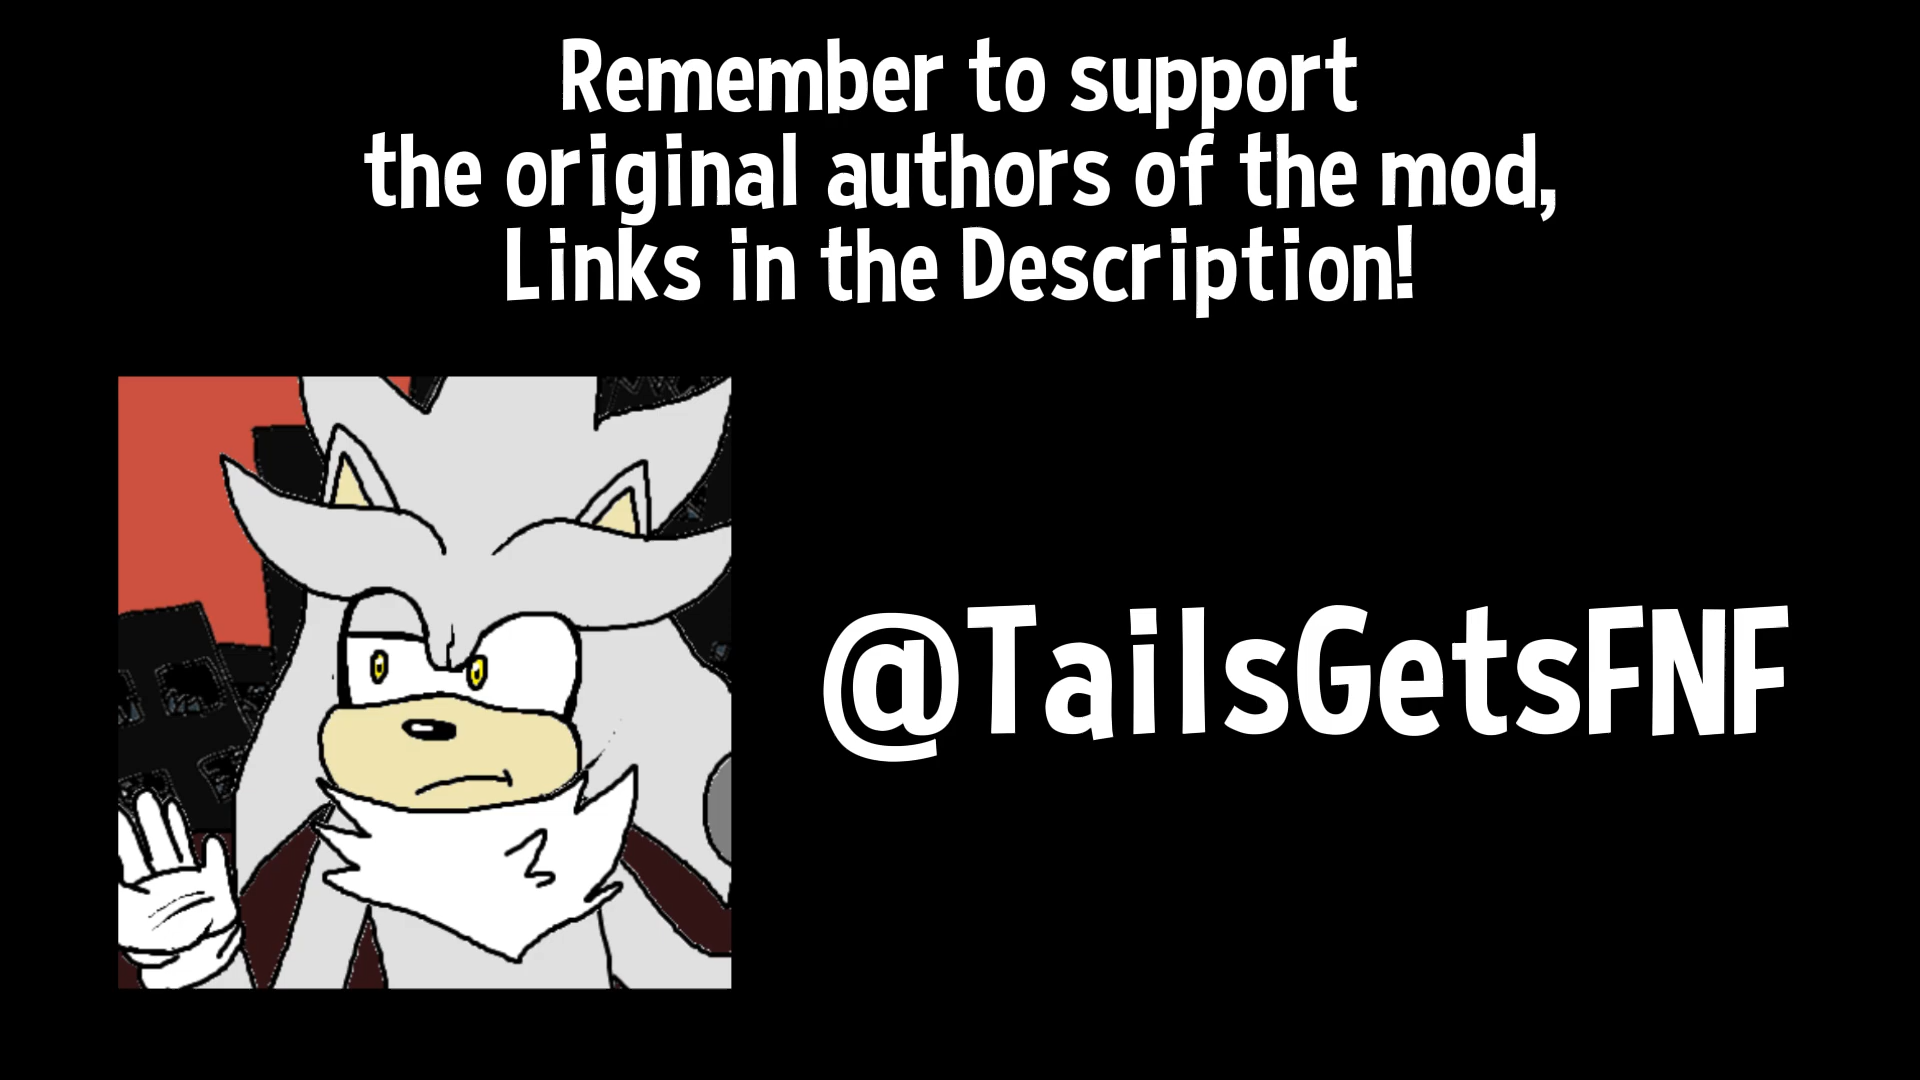 Remember to support
the original authors of the mod,
Links in the Description!
@TailsGetsFNF